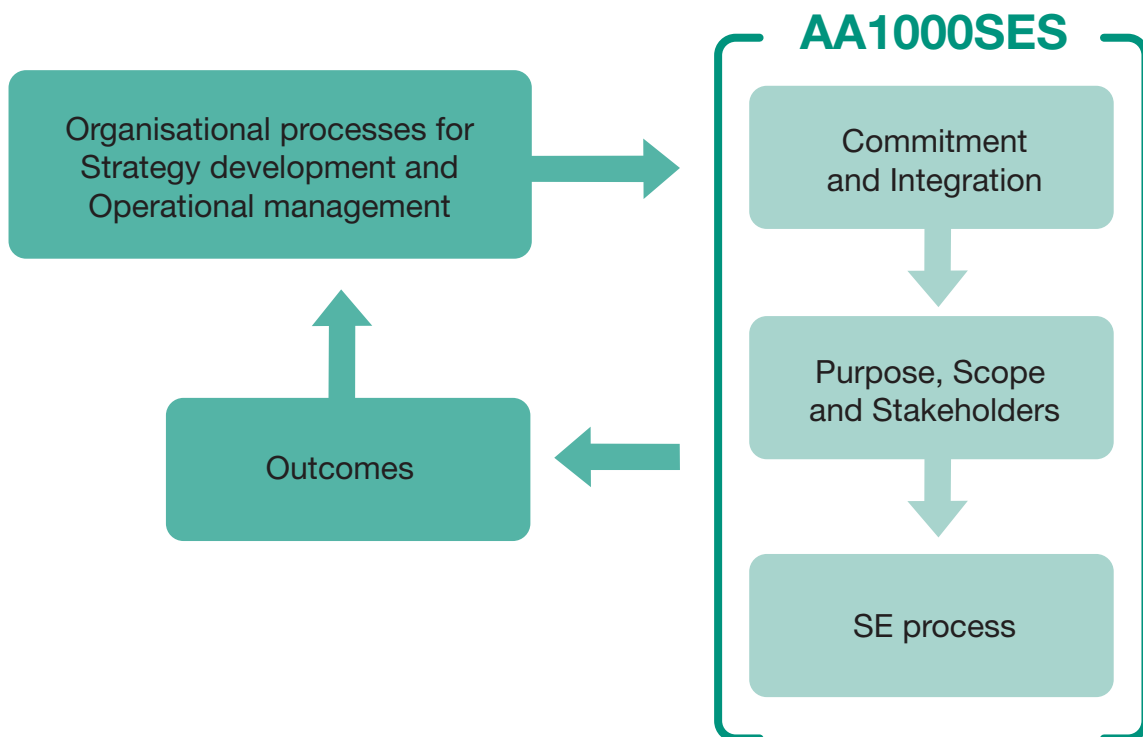 AA1000SES
Organisational processes for
Strategy development and
Operational management
Commitment
and Integration
Purpose, Scope
and Stakeholders
Outcomes
SE process